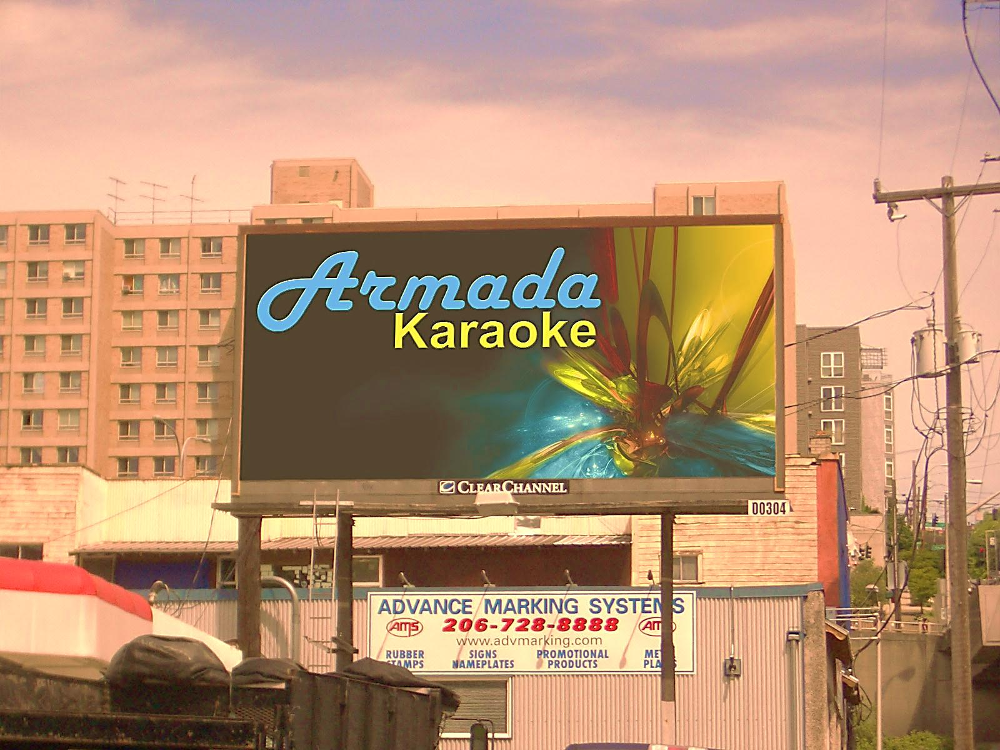 Armada
Karaoke
CLEARCHANNEL
00304
ADVANCE MARKING SYSTEMS
AMS 206-728-8888 AMS
www.advmarking.com
RUBBER SIGNS PROMOTIONAL
STAMPS NAMEPLATES PRODUCTS